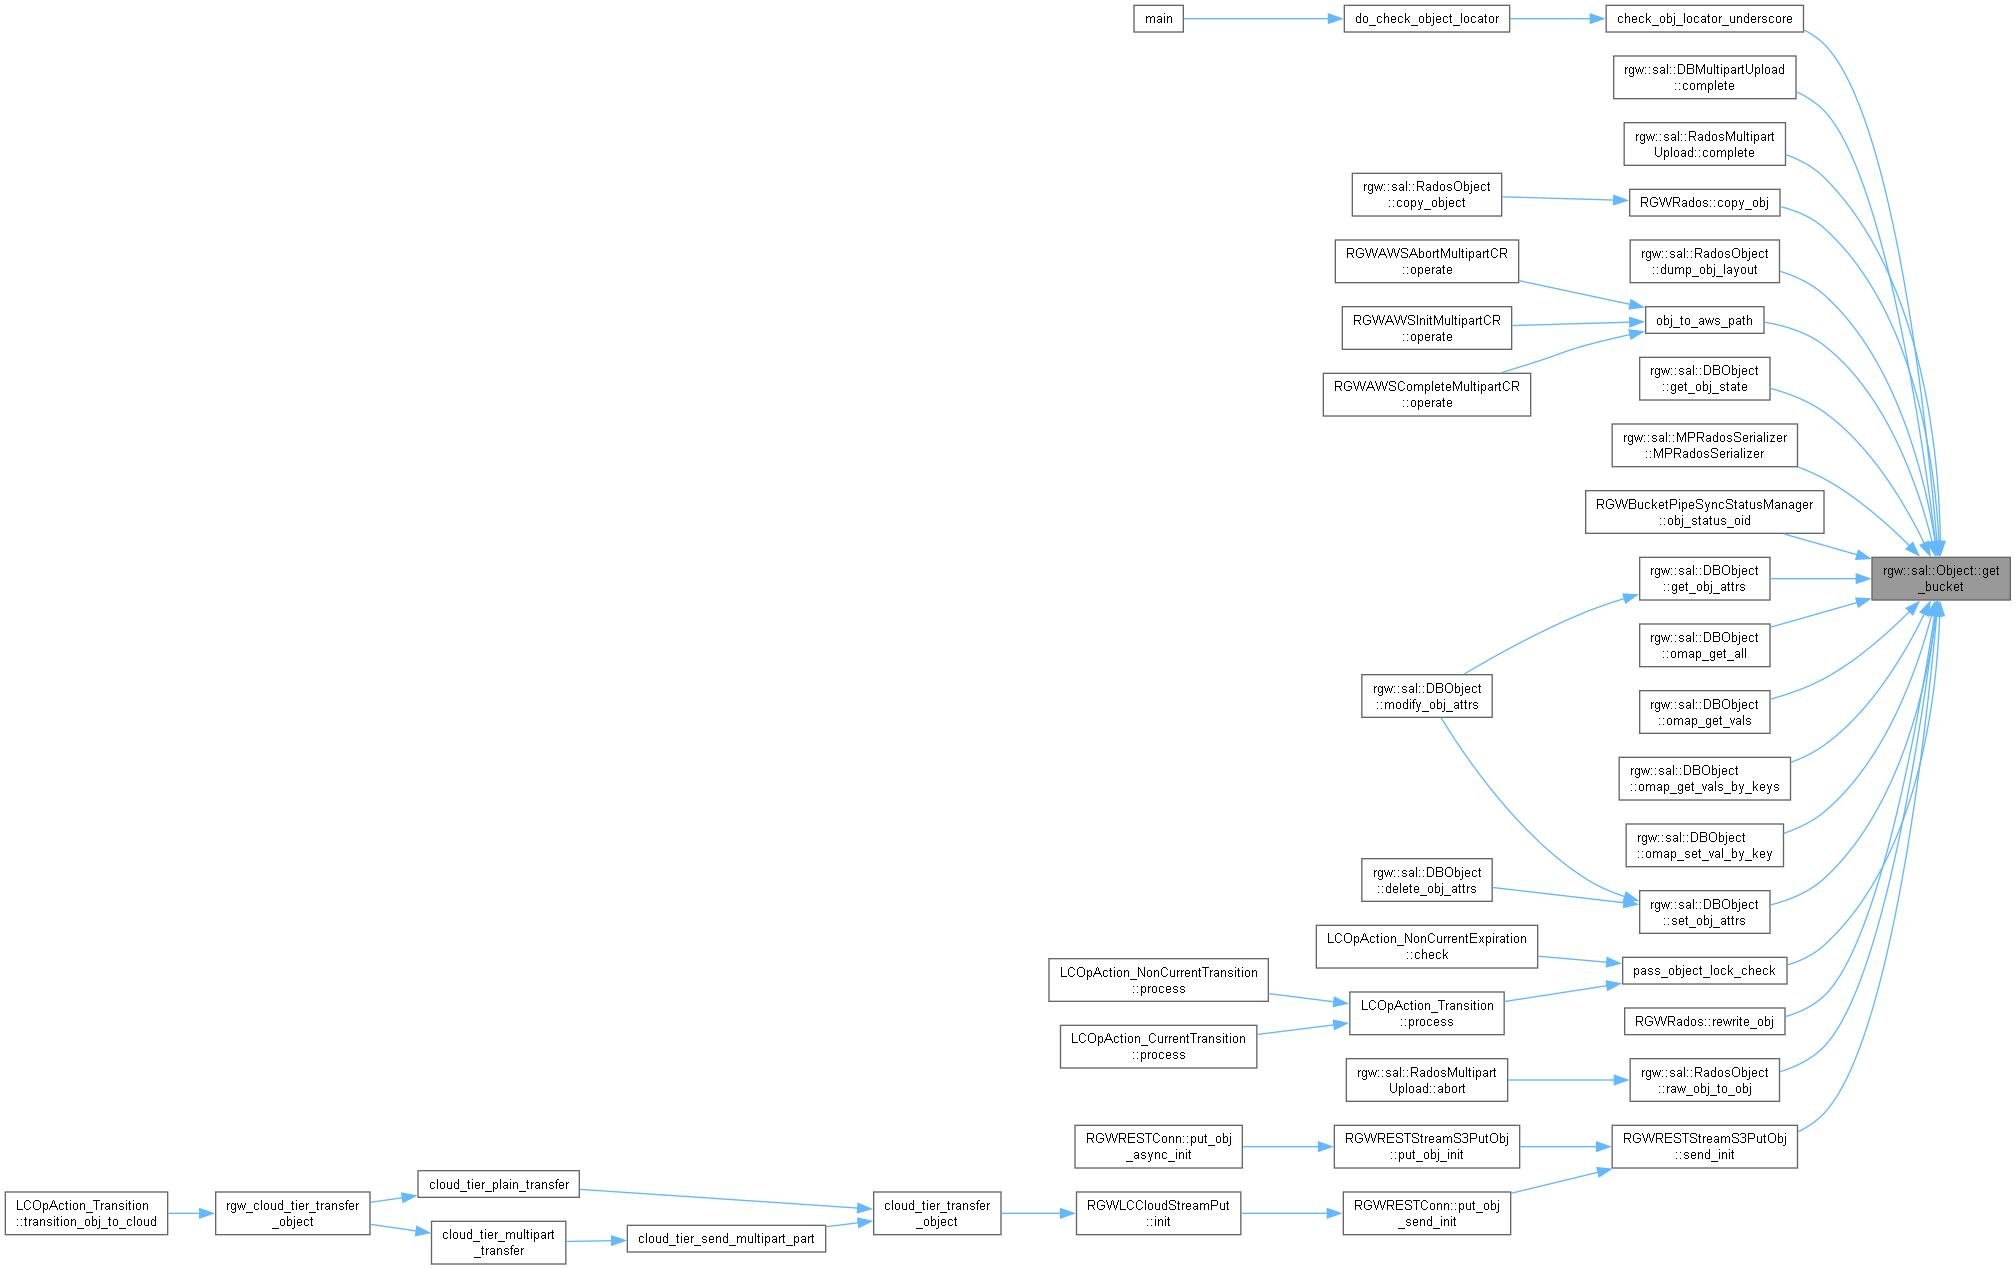 main
do_check_object_locator
check_obj_locator_underscore
rgw::sal::DBMultipartUpload
::complete
rgw::sal::RadosMultipart
Upload::complete
rgw::sal::RadosObject
::copy_object
RGWRados::copy_obj
RGWAWSAbortMultipartCR
::operate
rgw::sal::RadosObject
::dump_obj_layout
RGWAWSInitMultipartCR
::operate
obj_to_aws_path
RGWAWSCompleteMultipartCR
::operate
rgw::sal::DBObject
::get_obj_state
rgw::sal::MPRadosSerializer
::MPRadosSerializer
RGWBucketPipeSyncStatusManager
::obj_status_oid
rgw::sal::Object::get
_bucket
rgw::sal::DBObject
::get_obj_attrs
rgw::sal::DBObject
::omap_get_all
rgw::sal::DBObject
::modify_obj_attrs
rgw::sal::DBObject
::omap_get_vals
rgw::sal::DBObject
::omap_get_vals_by_keys
rgw::sal::DBObject
::omap_set_val_by_key
rgw::sal::DBObject
::delete_obj_attrs
rgw::sal::DBObject
::set_obj_attrs
LCOpAction_NonCurrentExpiration
::check
LCOpAction_NonCurrentTransition
::process
pass_object_lock_check
LCOpAction_Transition
::process
LCOpAction_CurrentTransition
::process
RGWRados::rewrite_obj
rgw::sal::RadosMultipart
Upload::abort
rgw::sal::RadosObject
::raw_obj_to_obj
RGWRESTConn::put_obj
_async_init
RGWRESTStreamS3PutObj
::put_obj_init
RGWRESTStreamS3PutObj
::send_init
LCOpAction_Transition
::transition_obj_to_cloud
rgw_cloud_tier_transfer
_object
cloud_tier_plain_transfer
cloud_tier_multipart
_transfer
cloud_tier_send_multipart_part
cloud_tier_transfer
_object
RGWLCCloudStreamPut
::init
RGWRESTConn::put_obj
_send_init